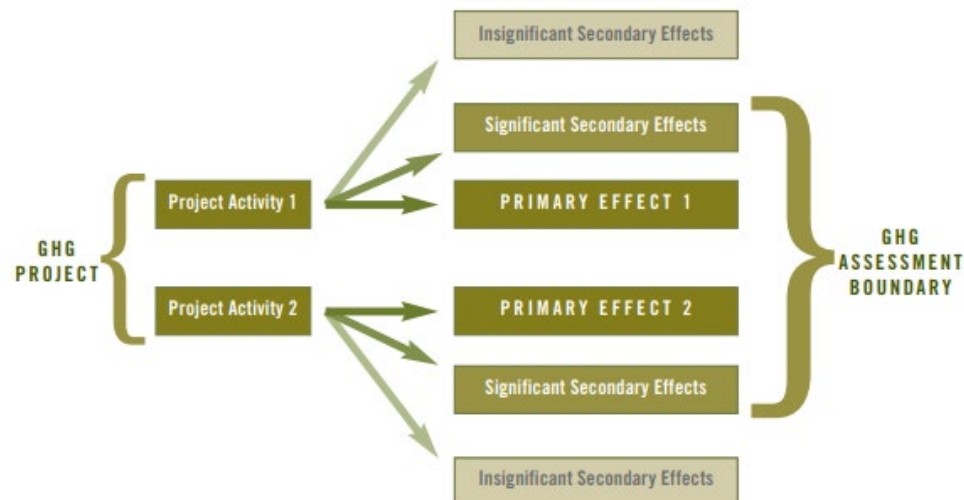 Insignificant Secondary Effects
Significant Secondary Effects
Project Activity 1
PRIMARY EFFECT 1
GHG
PROJECT
GHG
ASSESSMENT
BOUNDARY
Project Activity 2
PRIMARY EFFECT 2
Significant Secondary Effects
Insignificant Secondary Effects